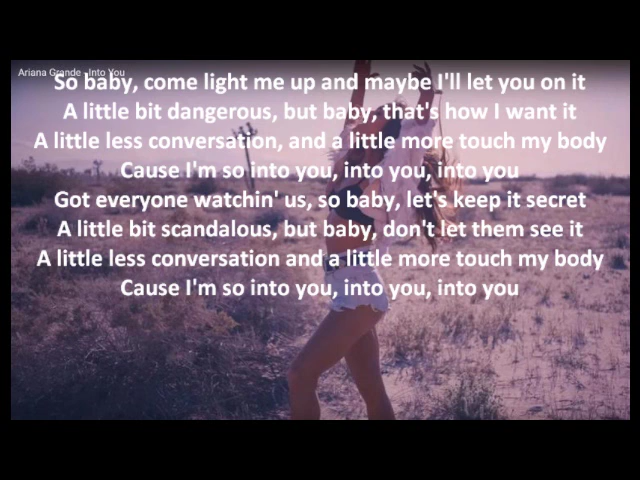 Ariana Grande - Into You
So baby, come light me up and maybe I'll let you on it
A little bit dangerous, but baby, that's how I want it
A little less conversation, and a little more touch my body
Cause I'm so into you, into you, into you
Got everyone watchin' us, so baby, let's keep it secret
A little bit scandalous, but baby, don't let them see it
A little less conversation and a little more touch my body
Cause I'm so into you, into you, into you